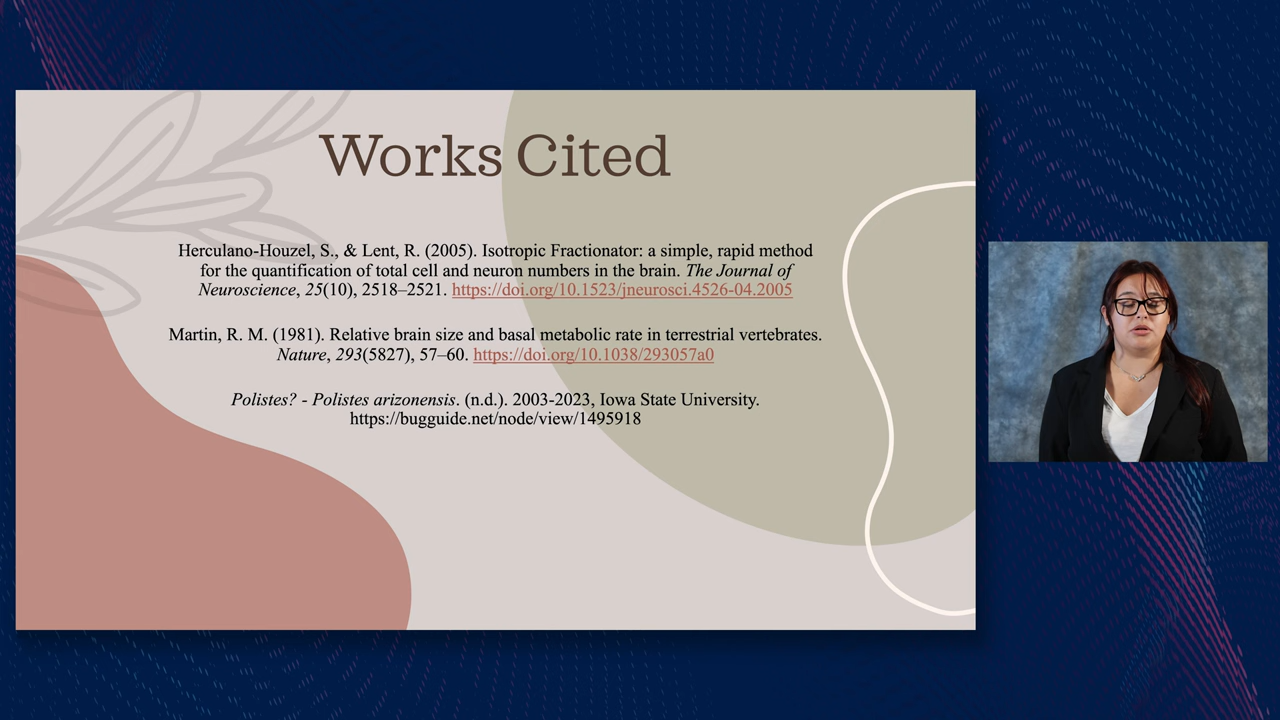 Works Cited
Herculano-Houzel, S., & Lent, R. (2005). Isotropic Fractionator: a simple, rapid method
for the quantification of total cell and neuron numbers in the brain. The Journal of
Neuroscience, 25(10), 2518–2521. https://doi.org/10.1523/jneurosci.4526-04.2005
Martin, R. M. (1981). Relative brain size and basal metabolic rate in terrestrial vertebrates.
Nature, 293(5827), 57–60. https://doi.org/10.1038/293057a0
Polistes? - Polistes arizonensis. (n.d.). 2003-2023, Iowa State University.
https://bugguide.net/node/view/1495918